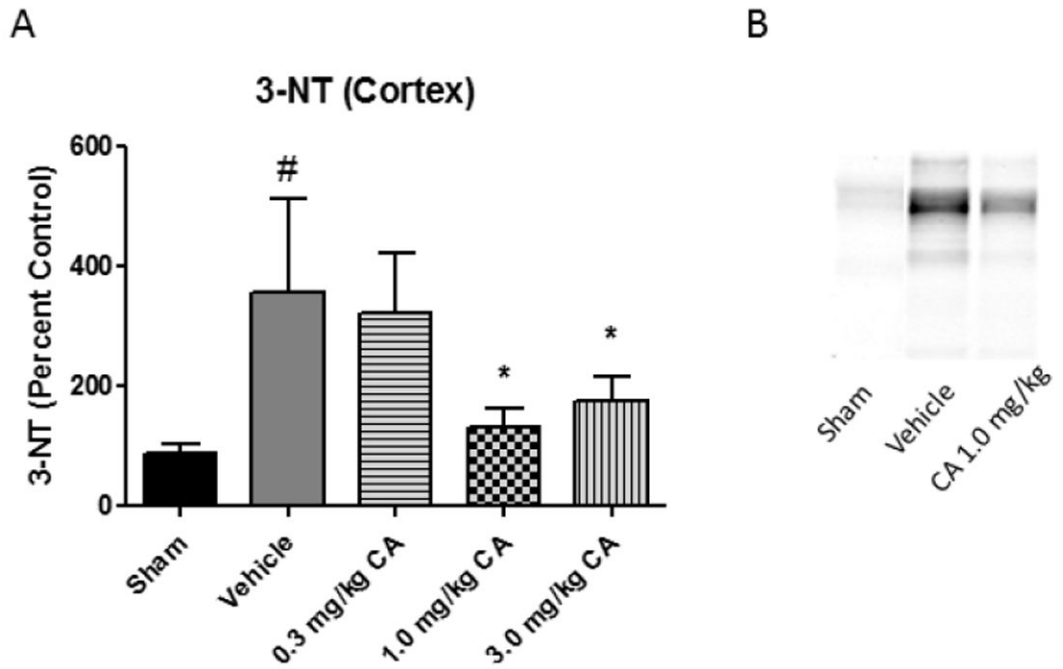 A
B
3-NT (Cortex)
3-NT (Percent Control)
600
400
200
0
#
*
*
Sham
Vehicle
0.3 mg/kg CA
1.0 mg/kg CA
3.0 mg/kg CA
Sham
Vehicle
CA 1.0 mg/kg